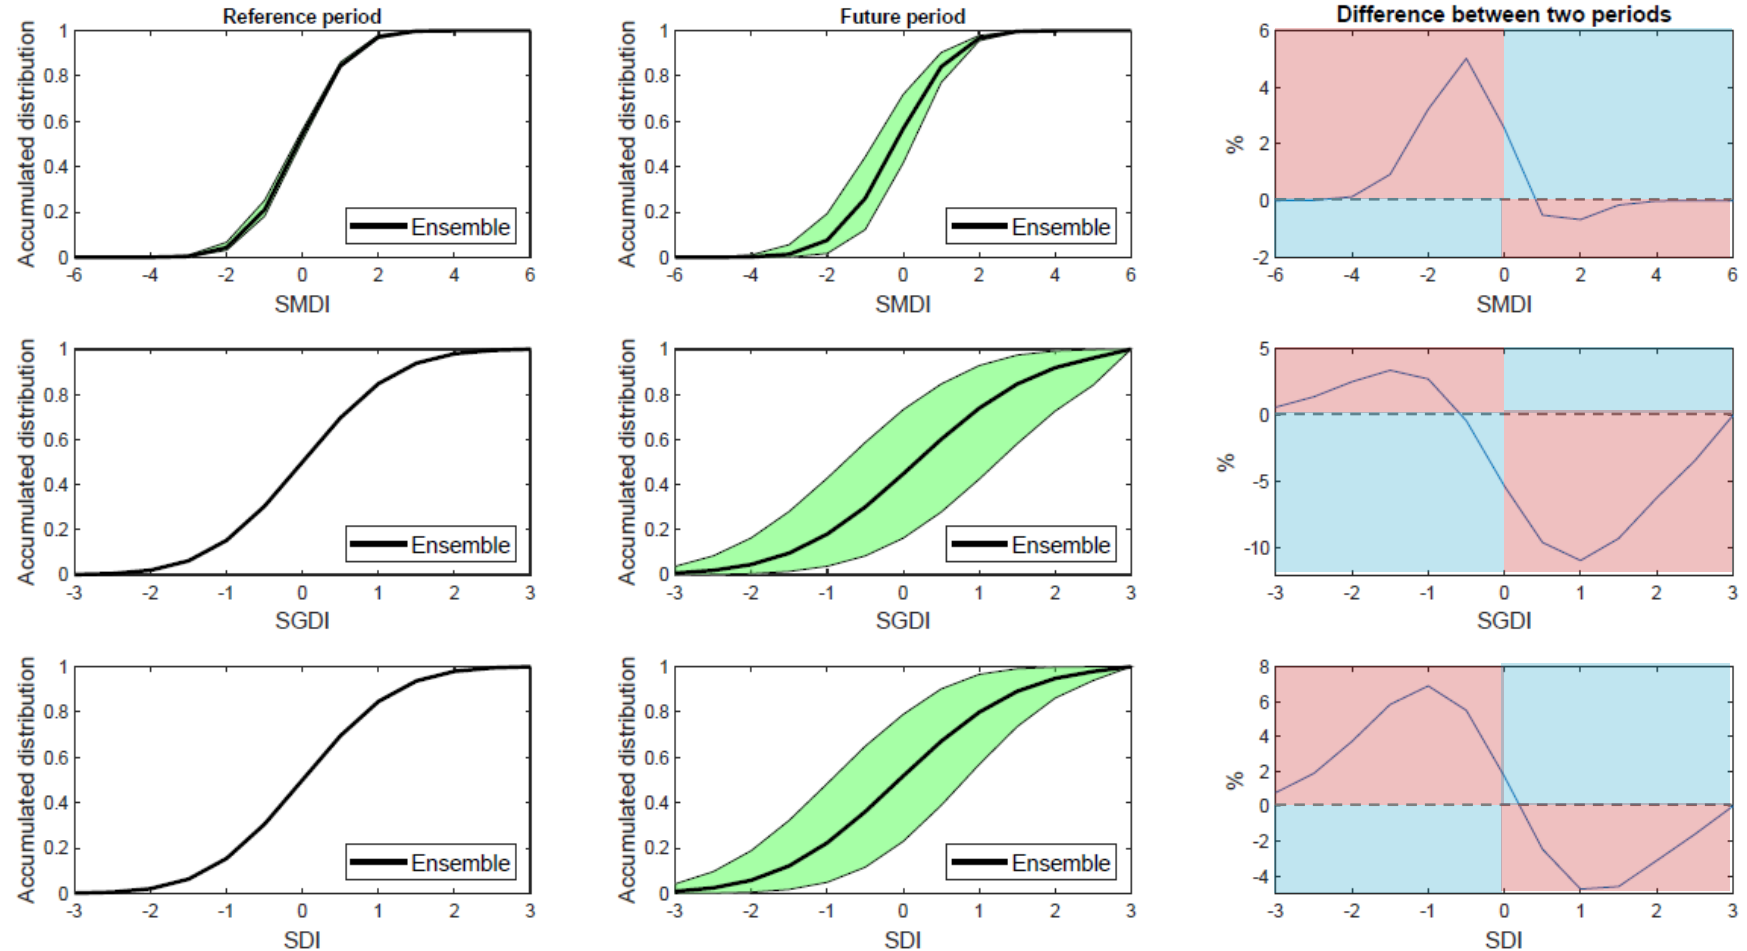 Reference period
Future period
Difference between two periods
Accumulated distribution
1
0.8
0.6
0.4
0.2
0
-6 -4 -2 0 2 4 6
SMDI
Ensemble
Accumulated distribution
1
0.8
0.6
0.4
0.2
0
-6 -4 -2 0 2 4 6
SMDI
Ensemble
%
6
4
2
0
-2
-6 -4 -2 0 2 4 6
SMDI
Accumulated distribution
1
0.8
0.6
0.4
0.2
0
-3 -2 -1 0 1 2 3
SGDI
Ensemble
Accumulated distribution
1
0.8
0.6
0.4
0.2
0
-3 -2 -1 0 1 2 3
SGDI
Ensemble
%
5
0
-5
-10
-3 -2 -1 0 1 2 3
SGDI
Accumulated distribution
1
0.8
0.6
0.4
0.2
0
-3 -2 -1 0 1 2 3
SDI
Ensemble
Accumulated distribution
1
0.8
0.6
0.4
0.2
0
-3 -2 -1 0 1 2 3
SDI
Ensemble
%
8
6
4
2
0
-2
-4
-3 -2 -1 0 1 2 3
SDI